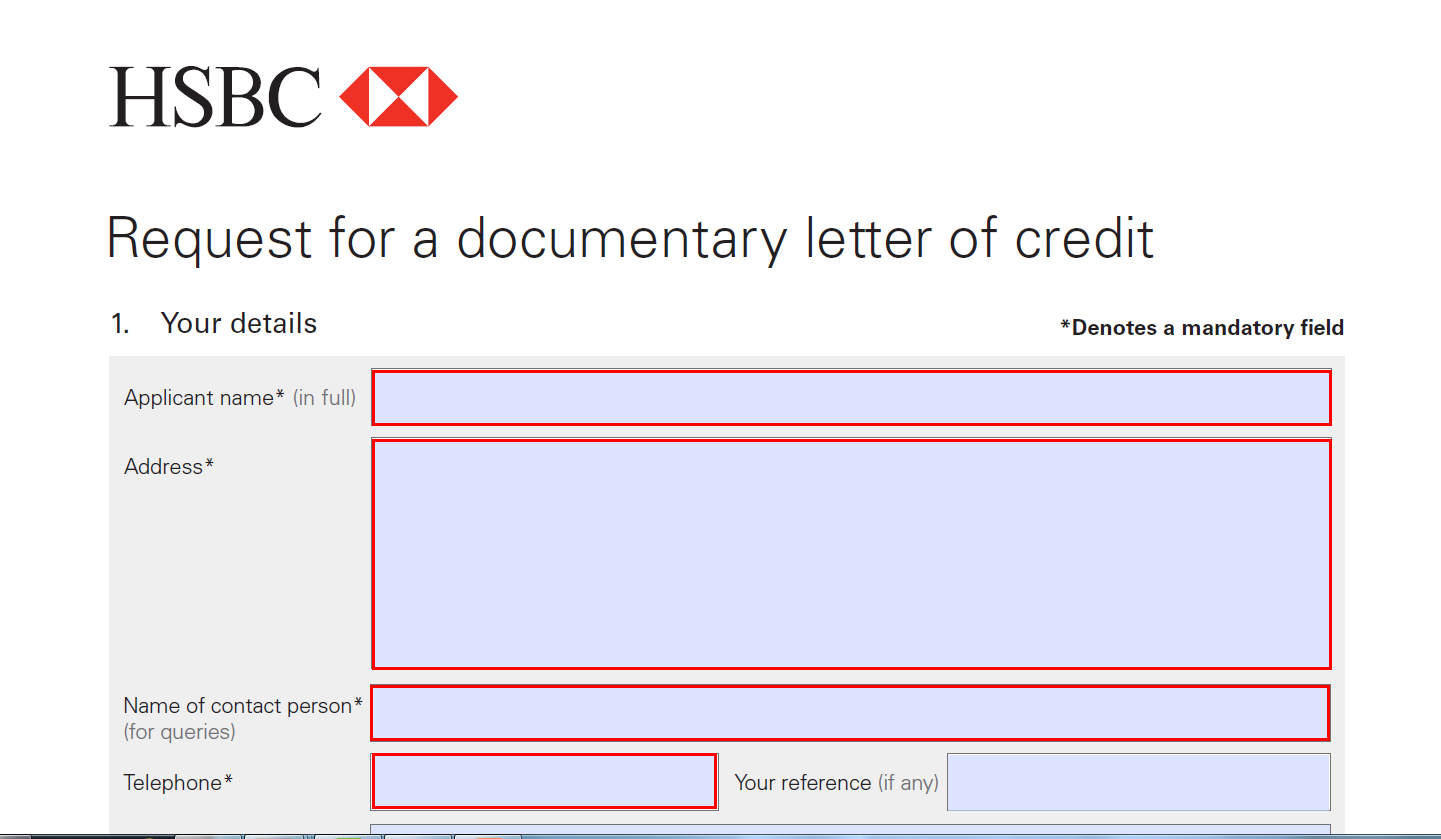 HSBC
Request for a documentary letter of credit
1. Your details
*Denotes a mandatory field
Applicant name* (in full)
Address*
Name of contact person*
(for queries)
Telephone*
Your reference (if any)